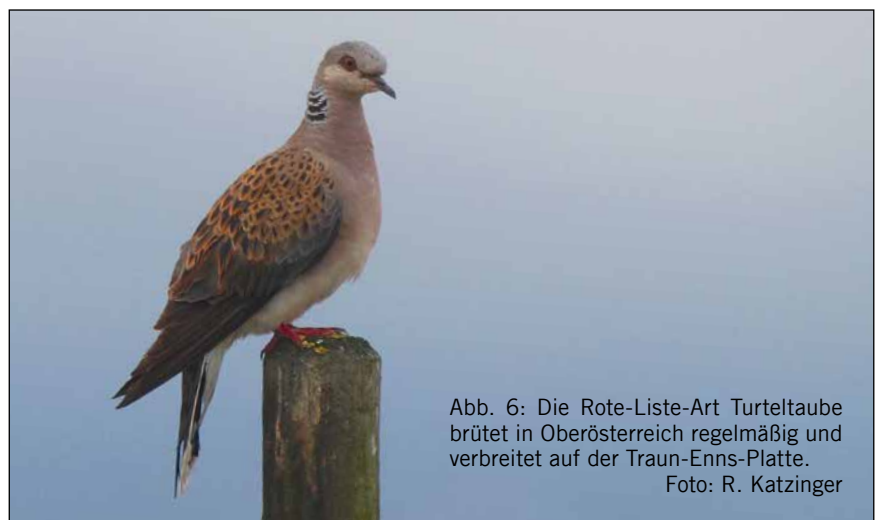 Abb. 6: Die Rote-Liste-Art Turteltaube
brütet in Oberösterreich regelmäßig und
verbreitet auf der Traun-Enns-Platte.
Foto: R. Katzinger